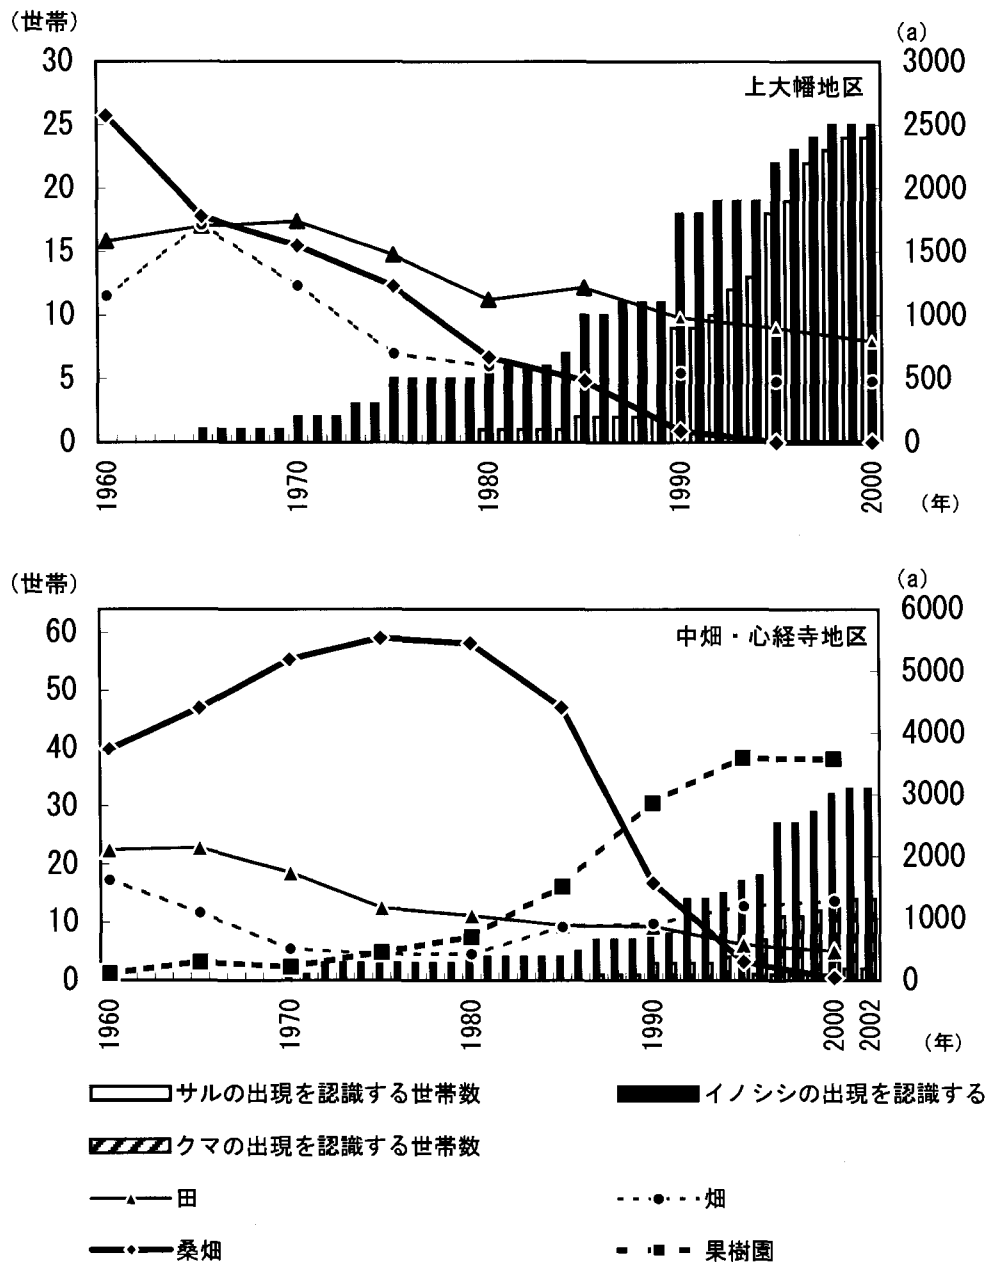 (世帯)
(a)
上大幡地区
30
25
20
15
10
5
0
3000
2500
2000
1500
1000
500
0
1960
1970
1980
1990
2000
(年)
(世帯)
(a)
中畑・心経寺地区
60
50
40
30
20
10
0
6000
5000
4000
3000
2000
1000
0
1960
1970
1980
1990
2000
2002
(年)
サルの出現を認識する世帯数
イノシシの出現を認識する
クマの出現を認識する世帯数
田
畑
桑畑
果樹園